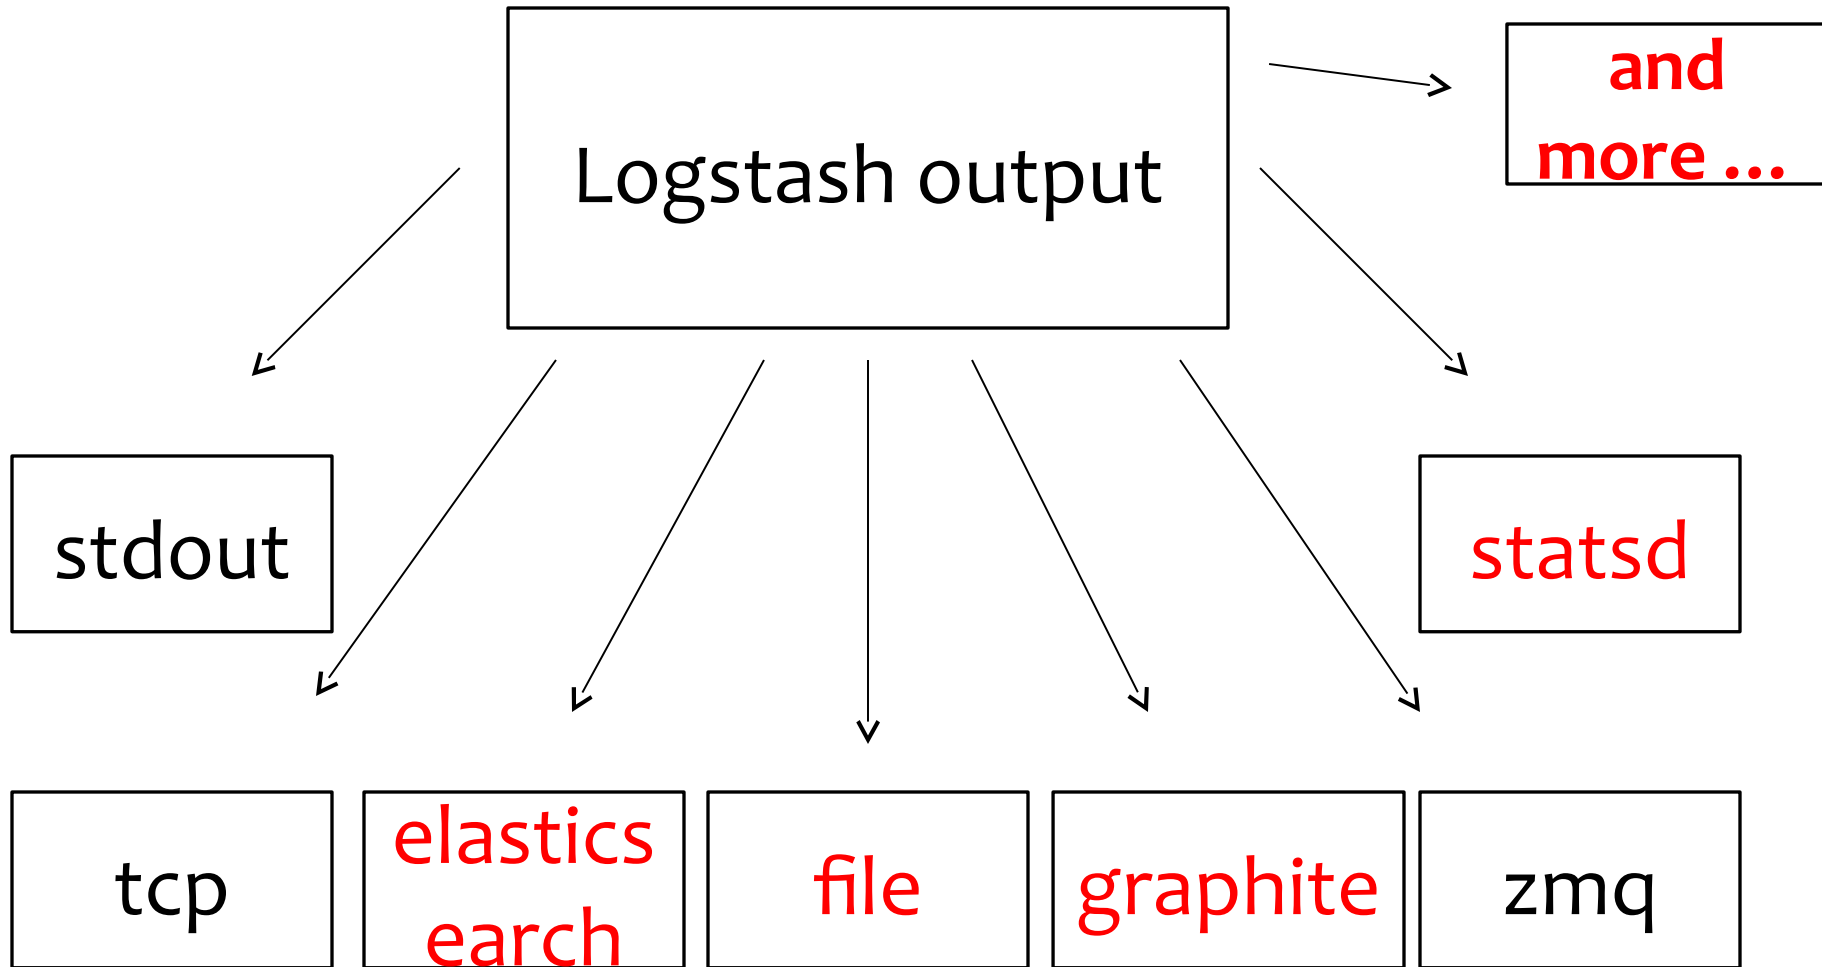 Logstash output
and
more ...
stdout
statsd
tcp
elastics
earch
file
graphite
zmq